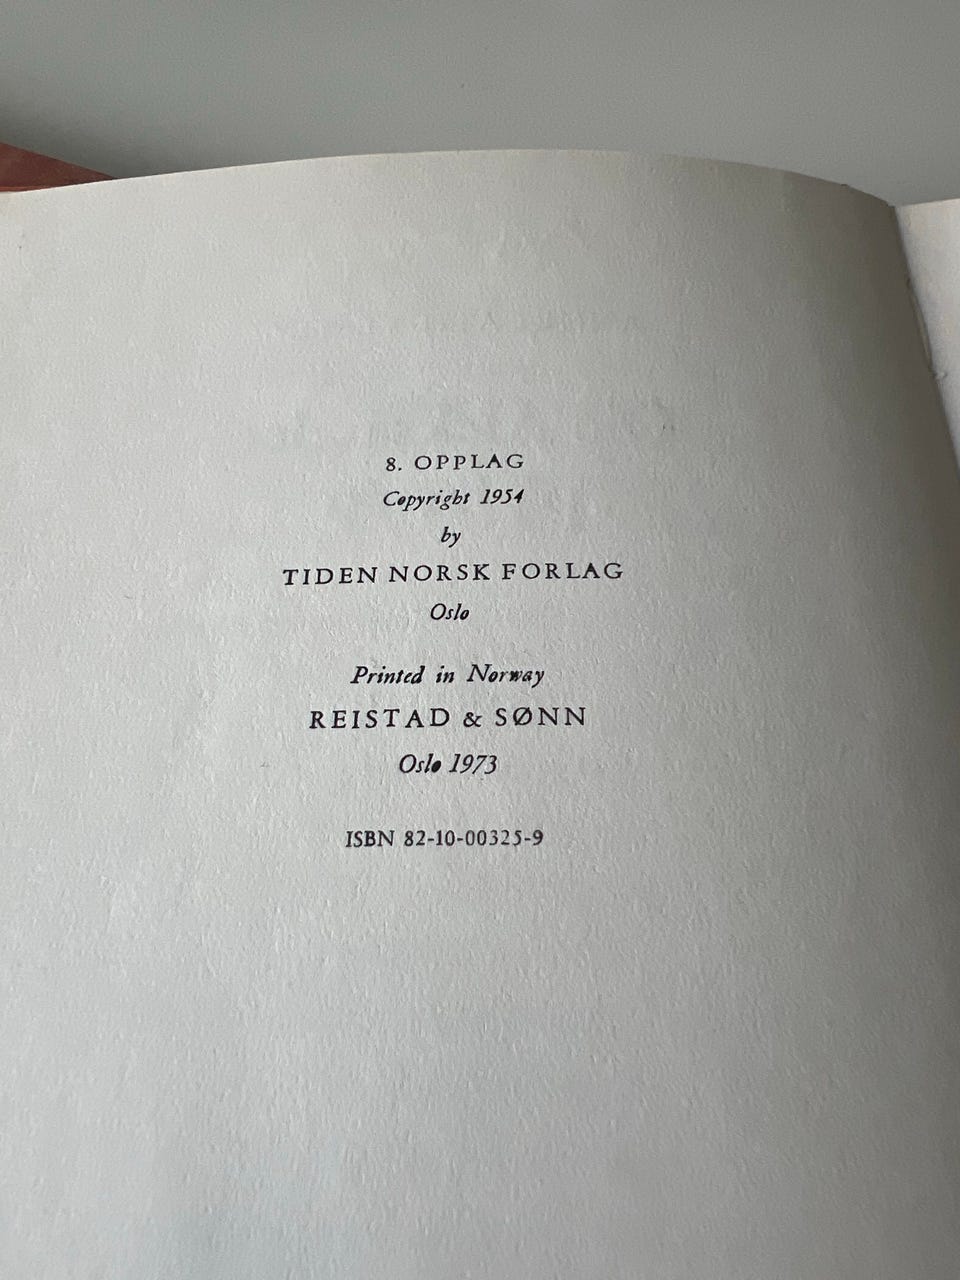 8. OPPLAG
Copyright 1954
by
TIDEN NORSK FORLAG
Oslo
Printed in Norway
REISTAD & SØNN
Oslo 1973
ISBN 82-10-00325-9